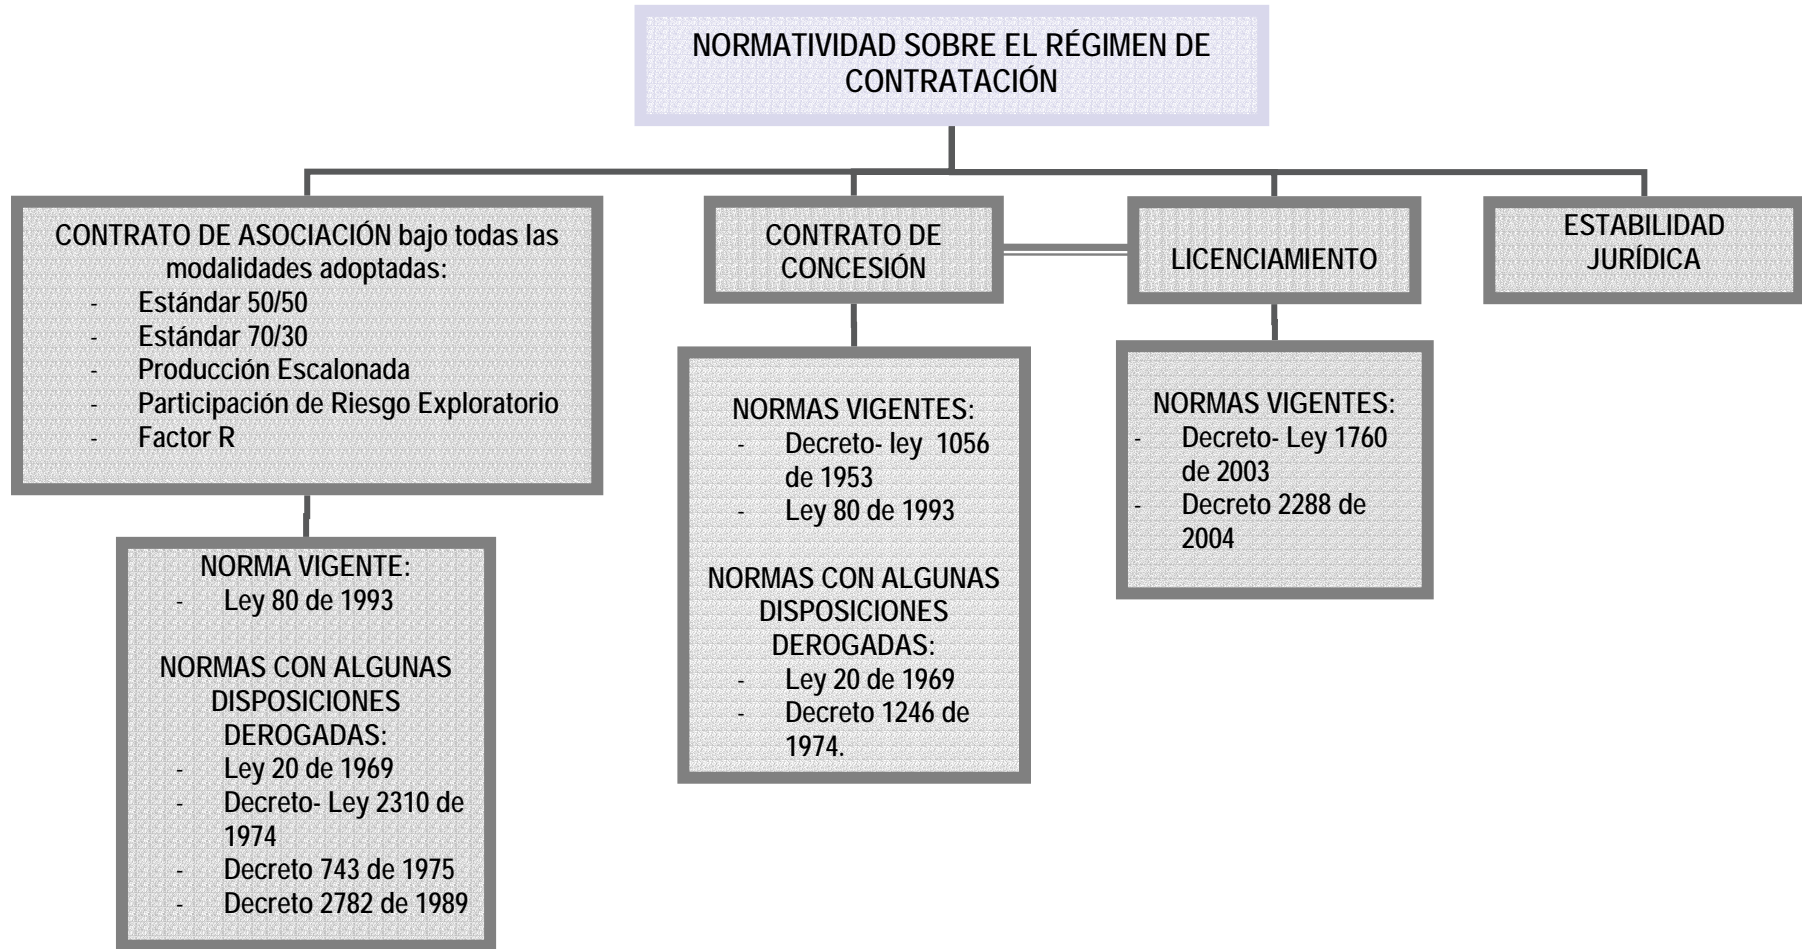 NORMATIVIDAD SOBRE EL RÉGIMEN DE
CONTRATACIÓN
CONTRATO DE ASOCIACIÓN bajo todas las
modalidades adoptadas:
- Estándar 50/50
- Estándar 70/30
- Producción Escalonada
- Participación de Riesgo Exploratorio
- Factor R
NORMA VIGENTE:
- Ley 80 de 1993
NORMAS CON ALGUNAS
DISPOSICIONES
DEROGADAS:
- Ley 20 de 1969
- Decreto- Ley 2310 de
1974
- Decreto 743 de 1975
- Decreto 2782 de 1989
CONTRATO DE
CONCESIÓN
NORMAS VIGENTES:
- Decreto- ley 1056
de 1953
- Ley 80 de 1993
NORMAS CON ALGUNAS
DISPOSICIONES
DEROGADAS:
- Ley 20 de 1969
- Decreto 1246 de
1974.
LICENCIAMIENTO
NORMAS VIGENTES:
- Decreto- Ley 1760
de 2003
- Decreto 2288 de
2004
ESTABILIDAD
JURÍDICA